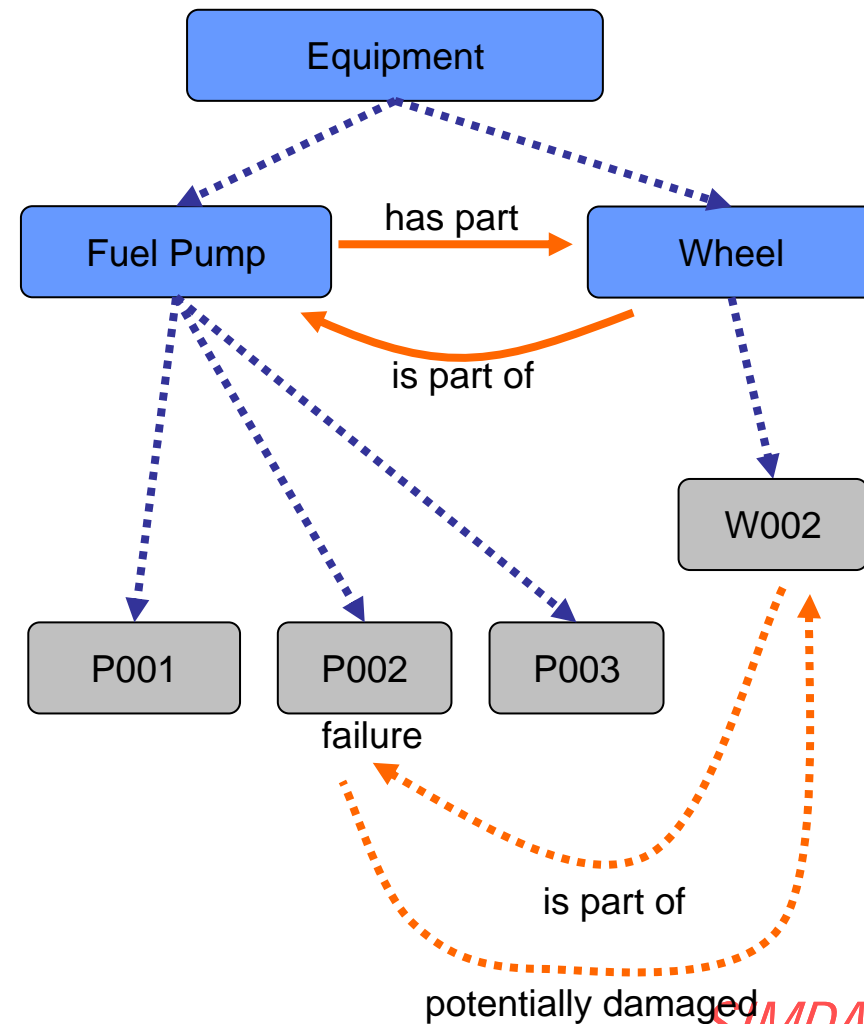 Equipment
has part
Fuel Pump
Wheel
is part of
W002
P001
P002
P003
failure
is part of
potentially damaged